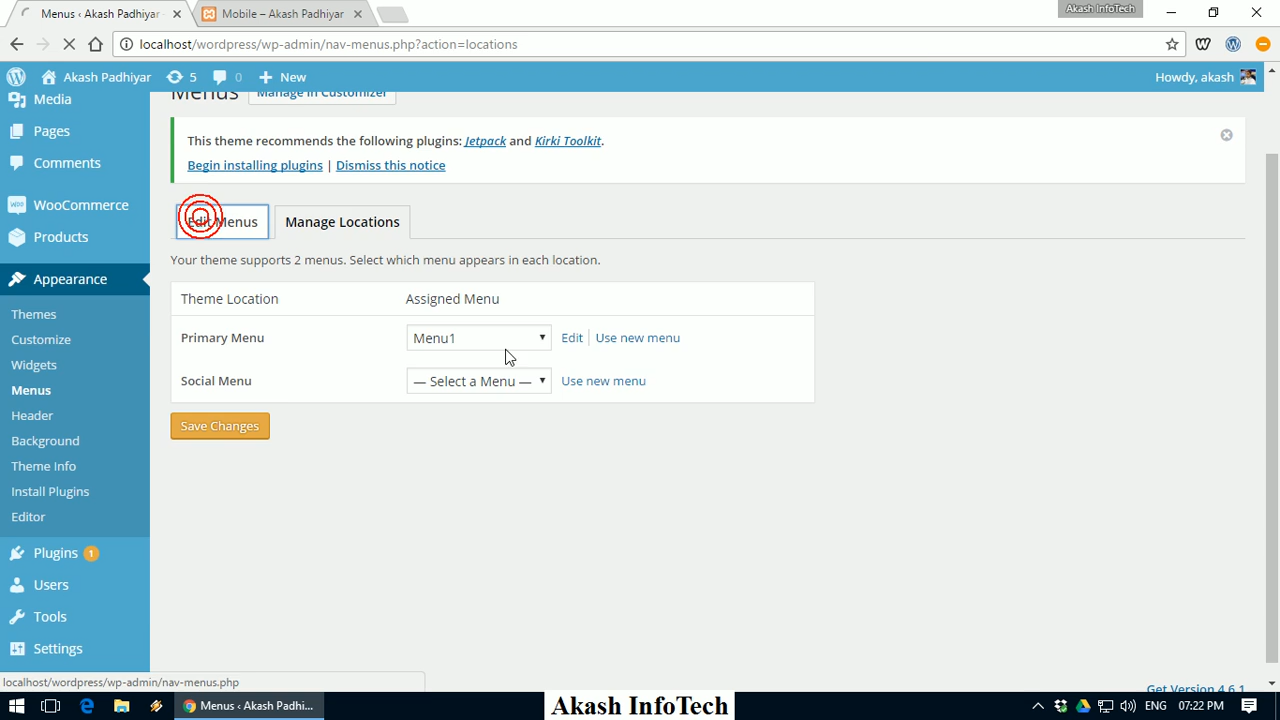 Menus ‹ Akash Padhiyar
Mobile – Akash Padhiyar
Akash InfoTech
localhost/wordpress/wp-admin/nav-menus.php?action=locations
Akash Padhiyar
5
0
New
Howdy, akash
Media
Pages
Comments
WooCommerce
Products
Appearance
Themes
Customize
Widgets
Menus
Header
Background
Theme Info
Install Plugins
Editor
Plugins 1
Users
Tools
Settings
Menus
Manage in Customizer
This theme recommends the following plugins: Jetpack and Kirki Toolkit.
Begin installing plugins | Dismiss this notice
Edit Menus
Manage Locations
Your theme supports 2 menus. Select which menu appears in each location.
Theme Location Assigned Menu
Primary Menu Menu1 Edit Use new menu
Social Menu — Select a Menu — Use new menu
Save Changes
Get Version 4.6.1
localhost/wordpress/wp-admin/nav-menus.php
Menus ‹ Akash Padhi...
Akash InfoTech
ENG 07:22 PM